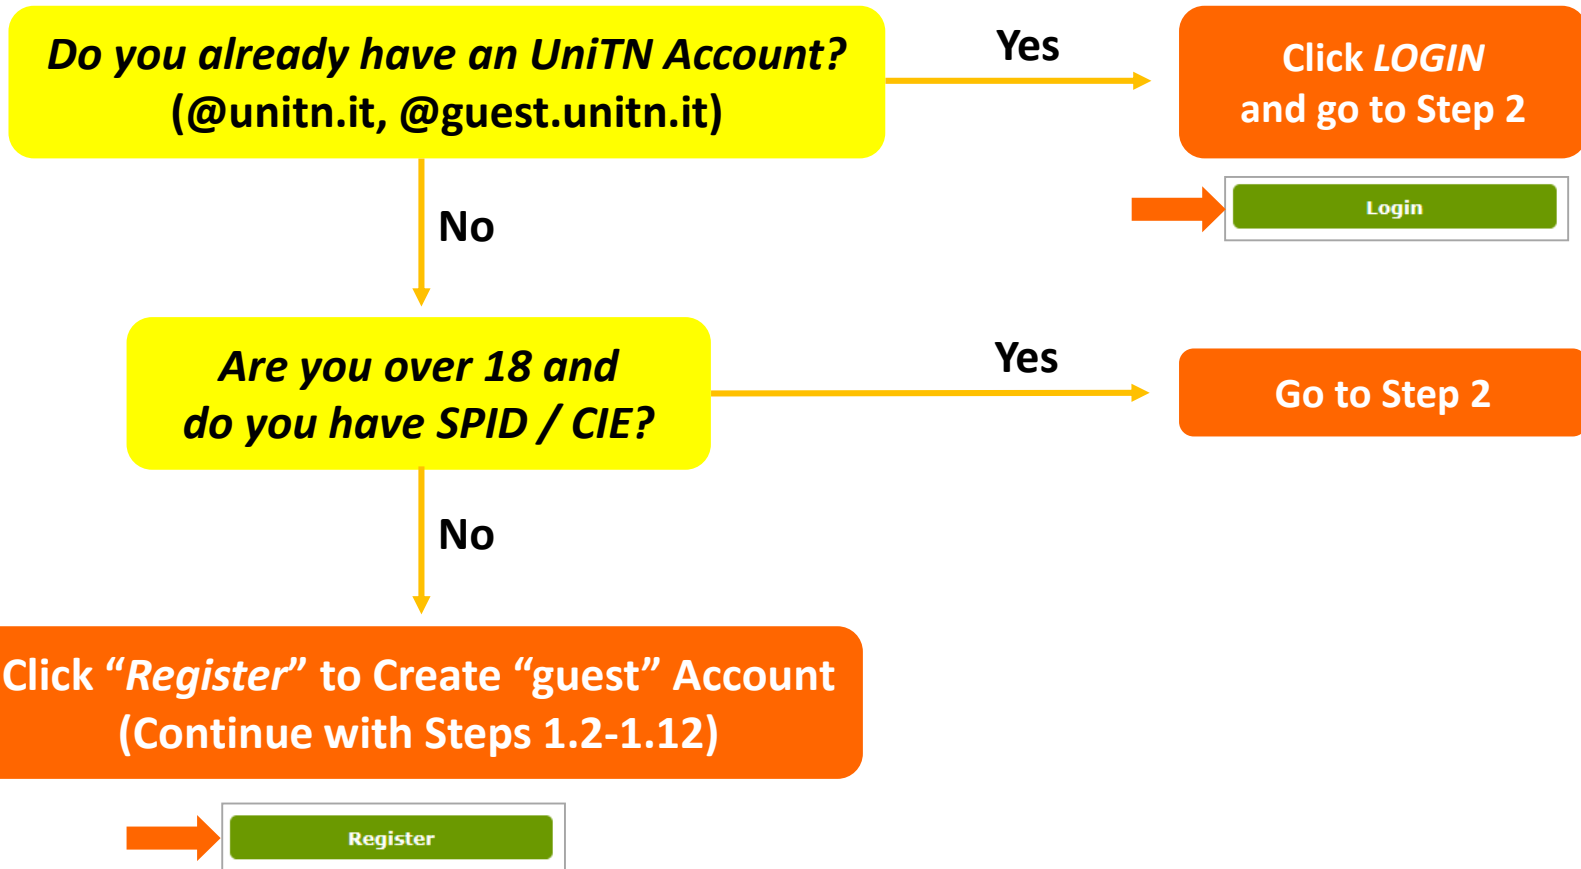 Do you already have an UniTN Account?
(@unitn.it, @guest.unitn.it)
Yes
Click LOGIN
and go to Step 2
Login
No
Are you over 18 and
do you have SPID / CIE?
Yes
Go to Step 2
No
Click “Register” to Create “guest” Account
(Continue with Steps 1.2-1.12)
Register